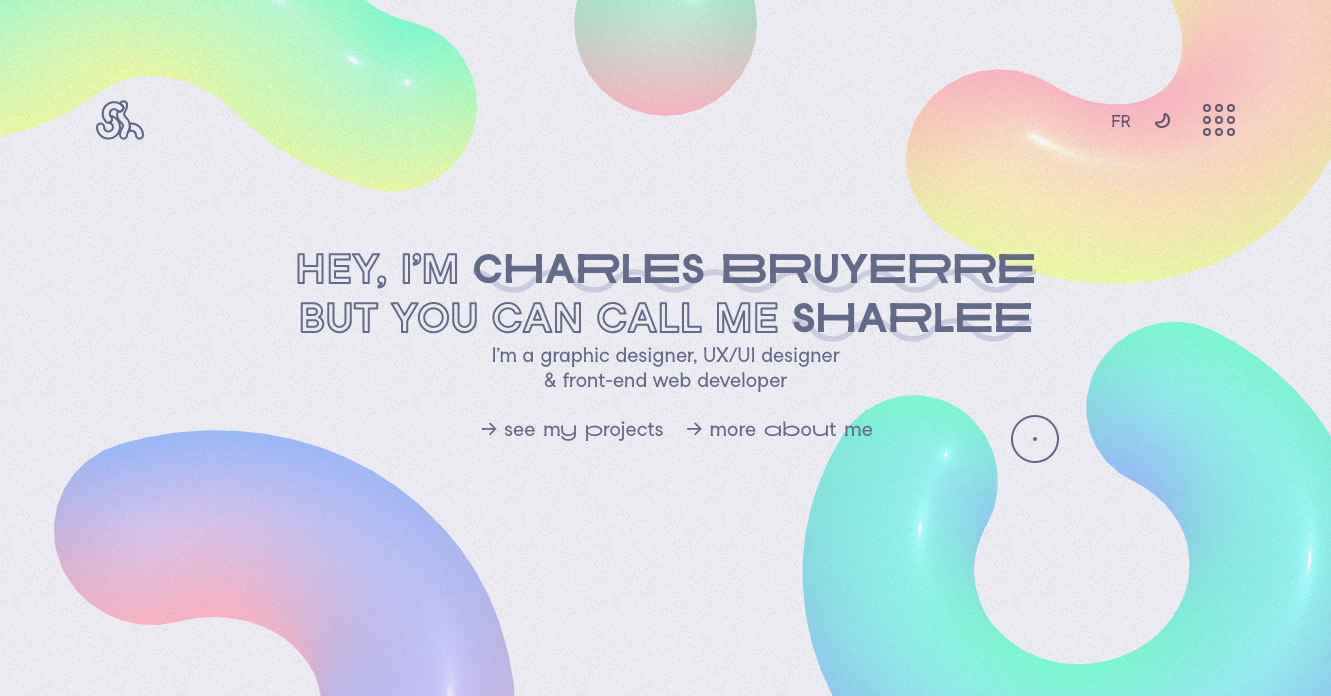 FR
HEY, I’M CHARLES BRUYERRE
BUT YOU CAN CALL ME SHARLEE
I’m a graphic designer, UX/UI designer
& front-end web developer
→ see my projects → more about me